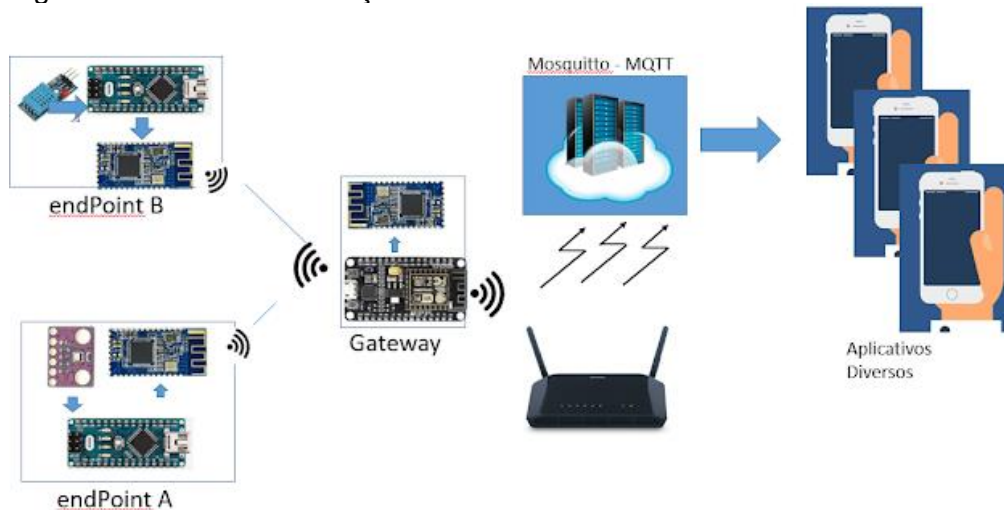 Mosquitto - MQTT
endPoint B
Gateway
Aplicativos
Diversos
endPoint A